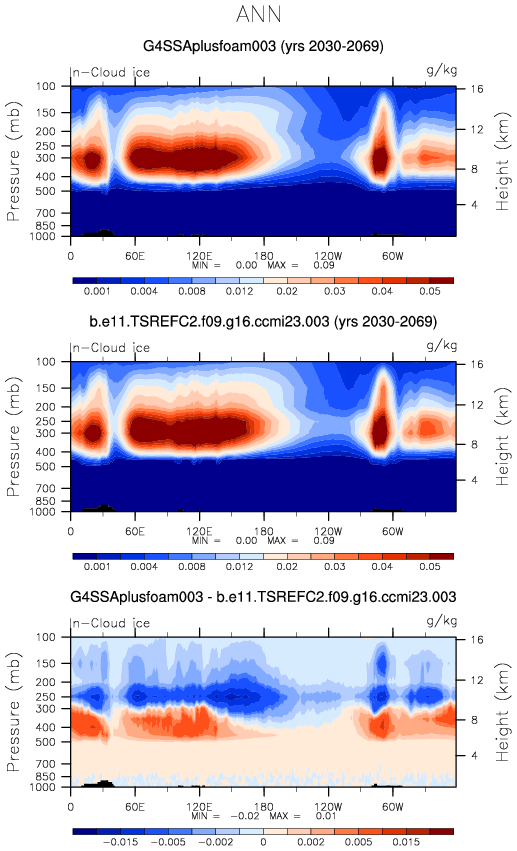 ANN
G4SSAplusfoam003 (yrs 2030-2069)
In-Cloud ice g/kg
Pressure (mb)
100
150
200
250
300
400
500
700
850
1000
16
12
8
4
Height (km)
0 60E 120E 180 120W 60W
MIN = 0.00 MAX = 0.09
0.001 0.004 0.008 0.012 0.02 0.03 0.04 0.05
b.e11.TSREFC2.f09.g16.ccmi23.003 (yrs 2030-2069)
In-Cloud ice g/kg
Pressure (mb)
100
150
200
250
300
400
500
700
850
1000
16
12
8
4
Height (km)
0 60E 120E 180 120W 60W
MIN = 0.00 MAX = 0.09
0.001 0.004 0.008 0.012 0.02 0.03 0.04 0.05
G4SSAplusfoam003 - b.e11.TSREFC2.f09.g16.ccmi23.003
In-Cloud ice g/kg
Pressure (mb)
100
150
200
250
300
400
500
700
850
1000
16
12
8
4
Height (km)
0 60E 120E 180 120W 60W
MIN = -0.02 MAX = 0.01
-0.015 -0.005 -0.002 0 0.002 0.005 0.015